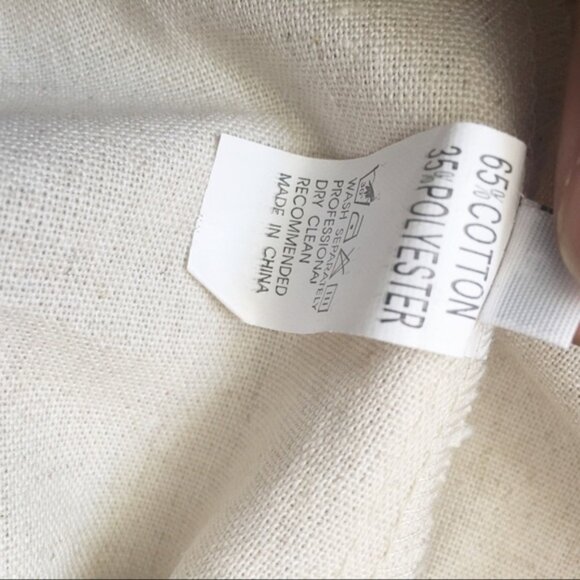 65%COTTON
35%POLYESTER
WASH SEPARATELY
PROFESSIONAL
DRY CLEAN
RECOMMENDED
MADE IN CHINA